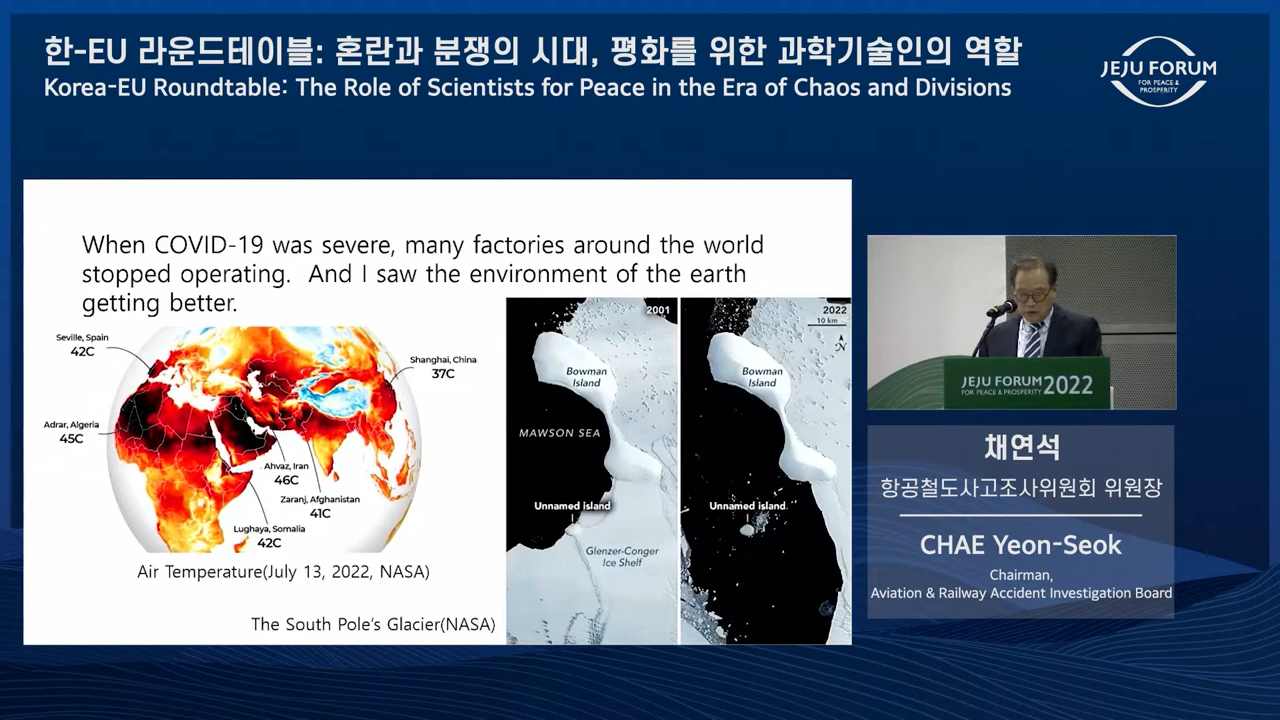 한-EU 라운드테이블: 혼란과 분쟁의 시대, 평화를 위한 과학기술인의 역할
Korea-EU Roundtable: The Role of Scientists for Peace in the Era of Chaos and Divisions
JEJU FORUM
FOR PEACE &
PROSPERITY
When COVID-19 was severe, many factories around the world
stopped operating. And I saw the environment of the earth
getting better.
Seville, Spain
42C
Shanghai, China
37C
Adrar, Algeria
45C
Ahvaz, Iran
46C
Zaranj, Afghanistan
41C
Lughaya, Somalia
42C
Air Temperature(July 13, 2022, NASA)
The South Pole's Glacier(NASA)
2001
Bowman
Island
MAWSON SEA
Unnamed island
Glenzer-Conger
Ice Shelf
2022
10 km
N
Bowman
Island
Unnamed island
JEJU FORUM 2022
FOR PEACE & PROSPERITY
채연석
항공철도사고조사위원회 위원장
CHAE Yeon-Seok
Chairman,
Aviation & Railway Accident Investigation Board